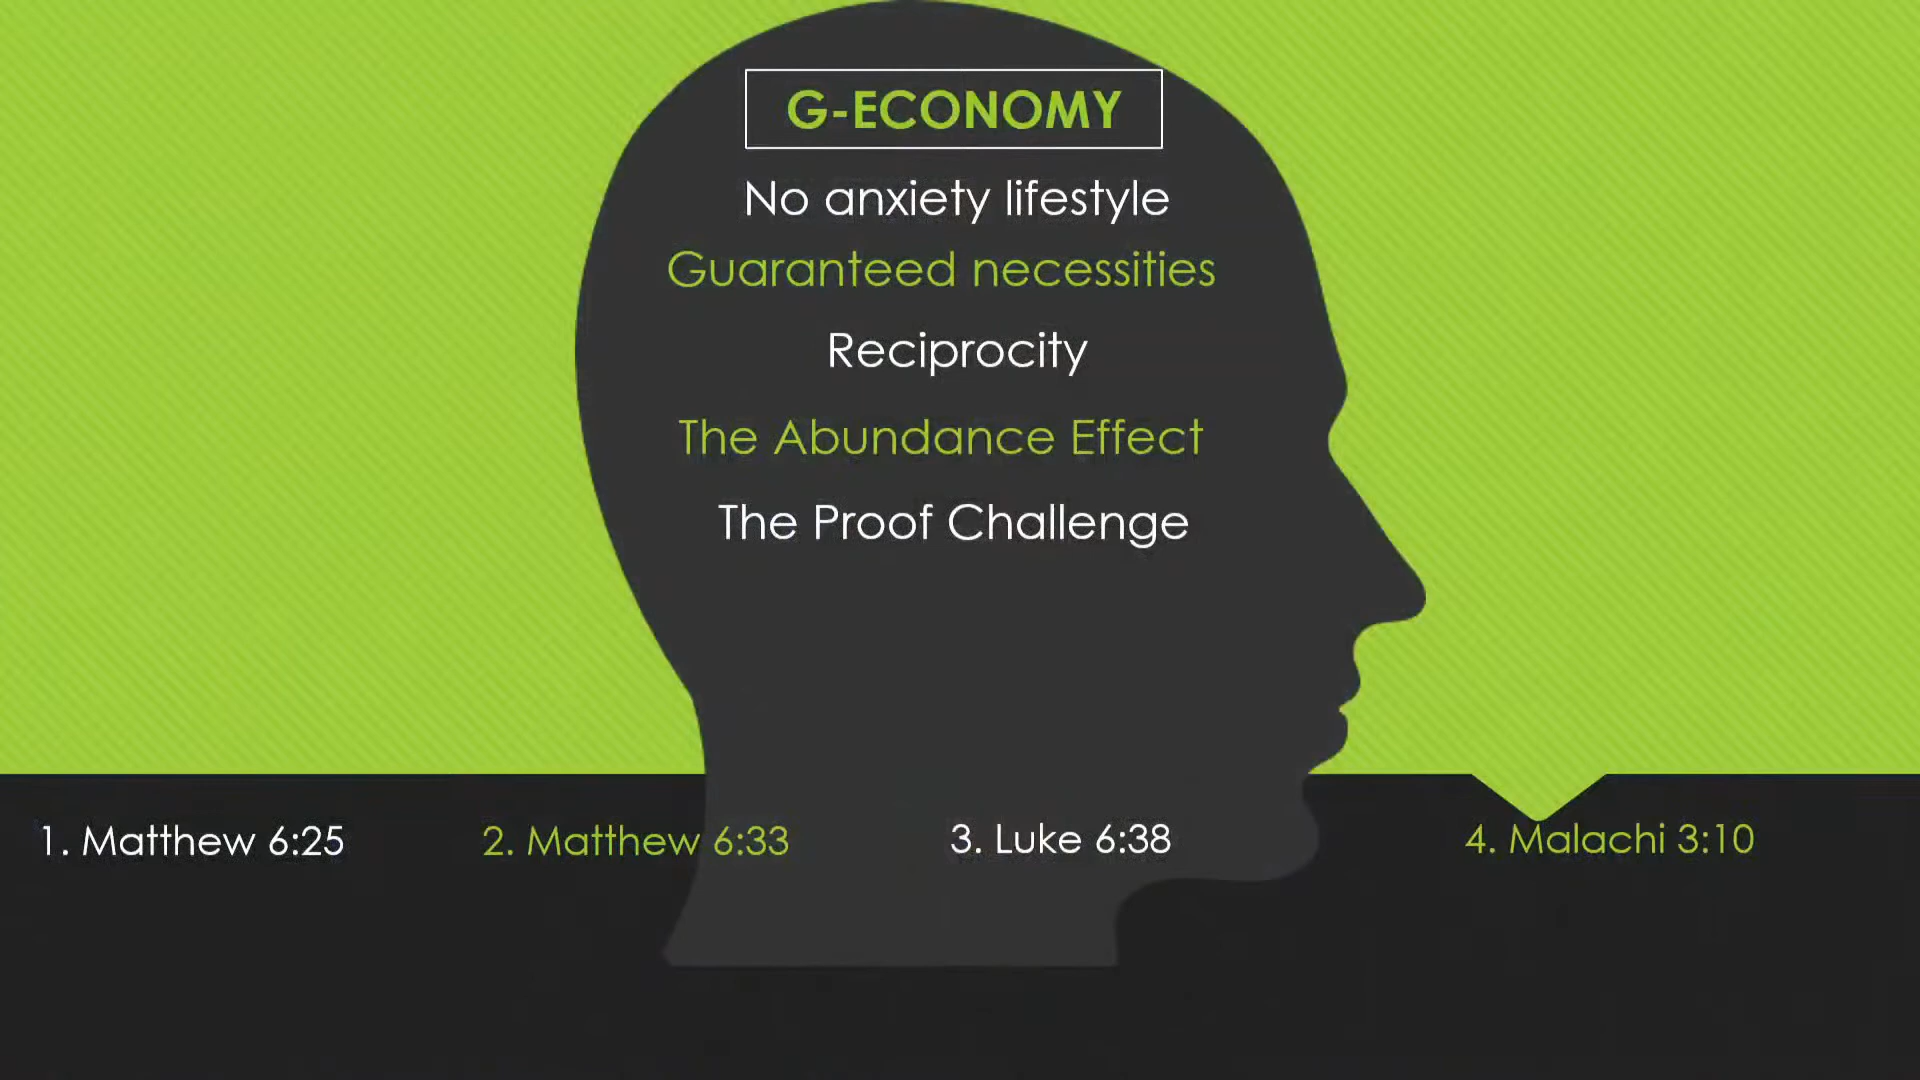 G-ECONOMY
No anxiety lifestyle
Guaranteed necessities
Reciprocity
The Abundance Effect
The Proof Challenge
1. Matthew 6:25
2. Matthew 6:33
3. Luke 6:38
4. Malachi 3:10